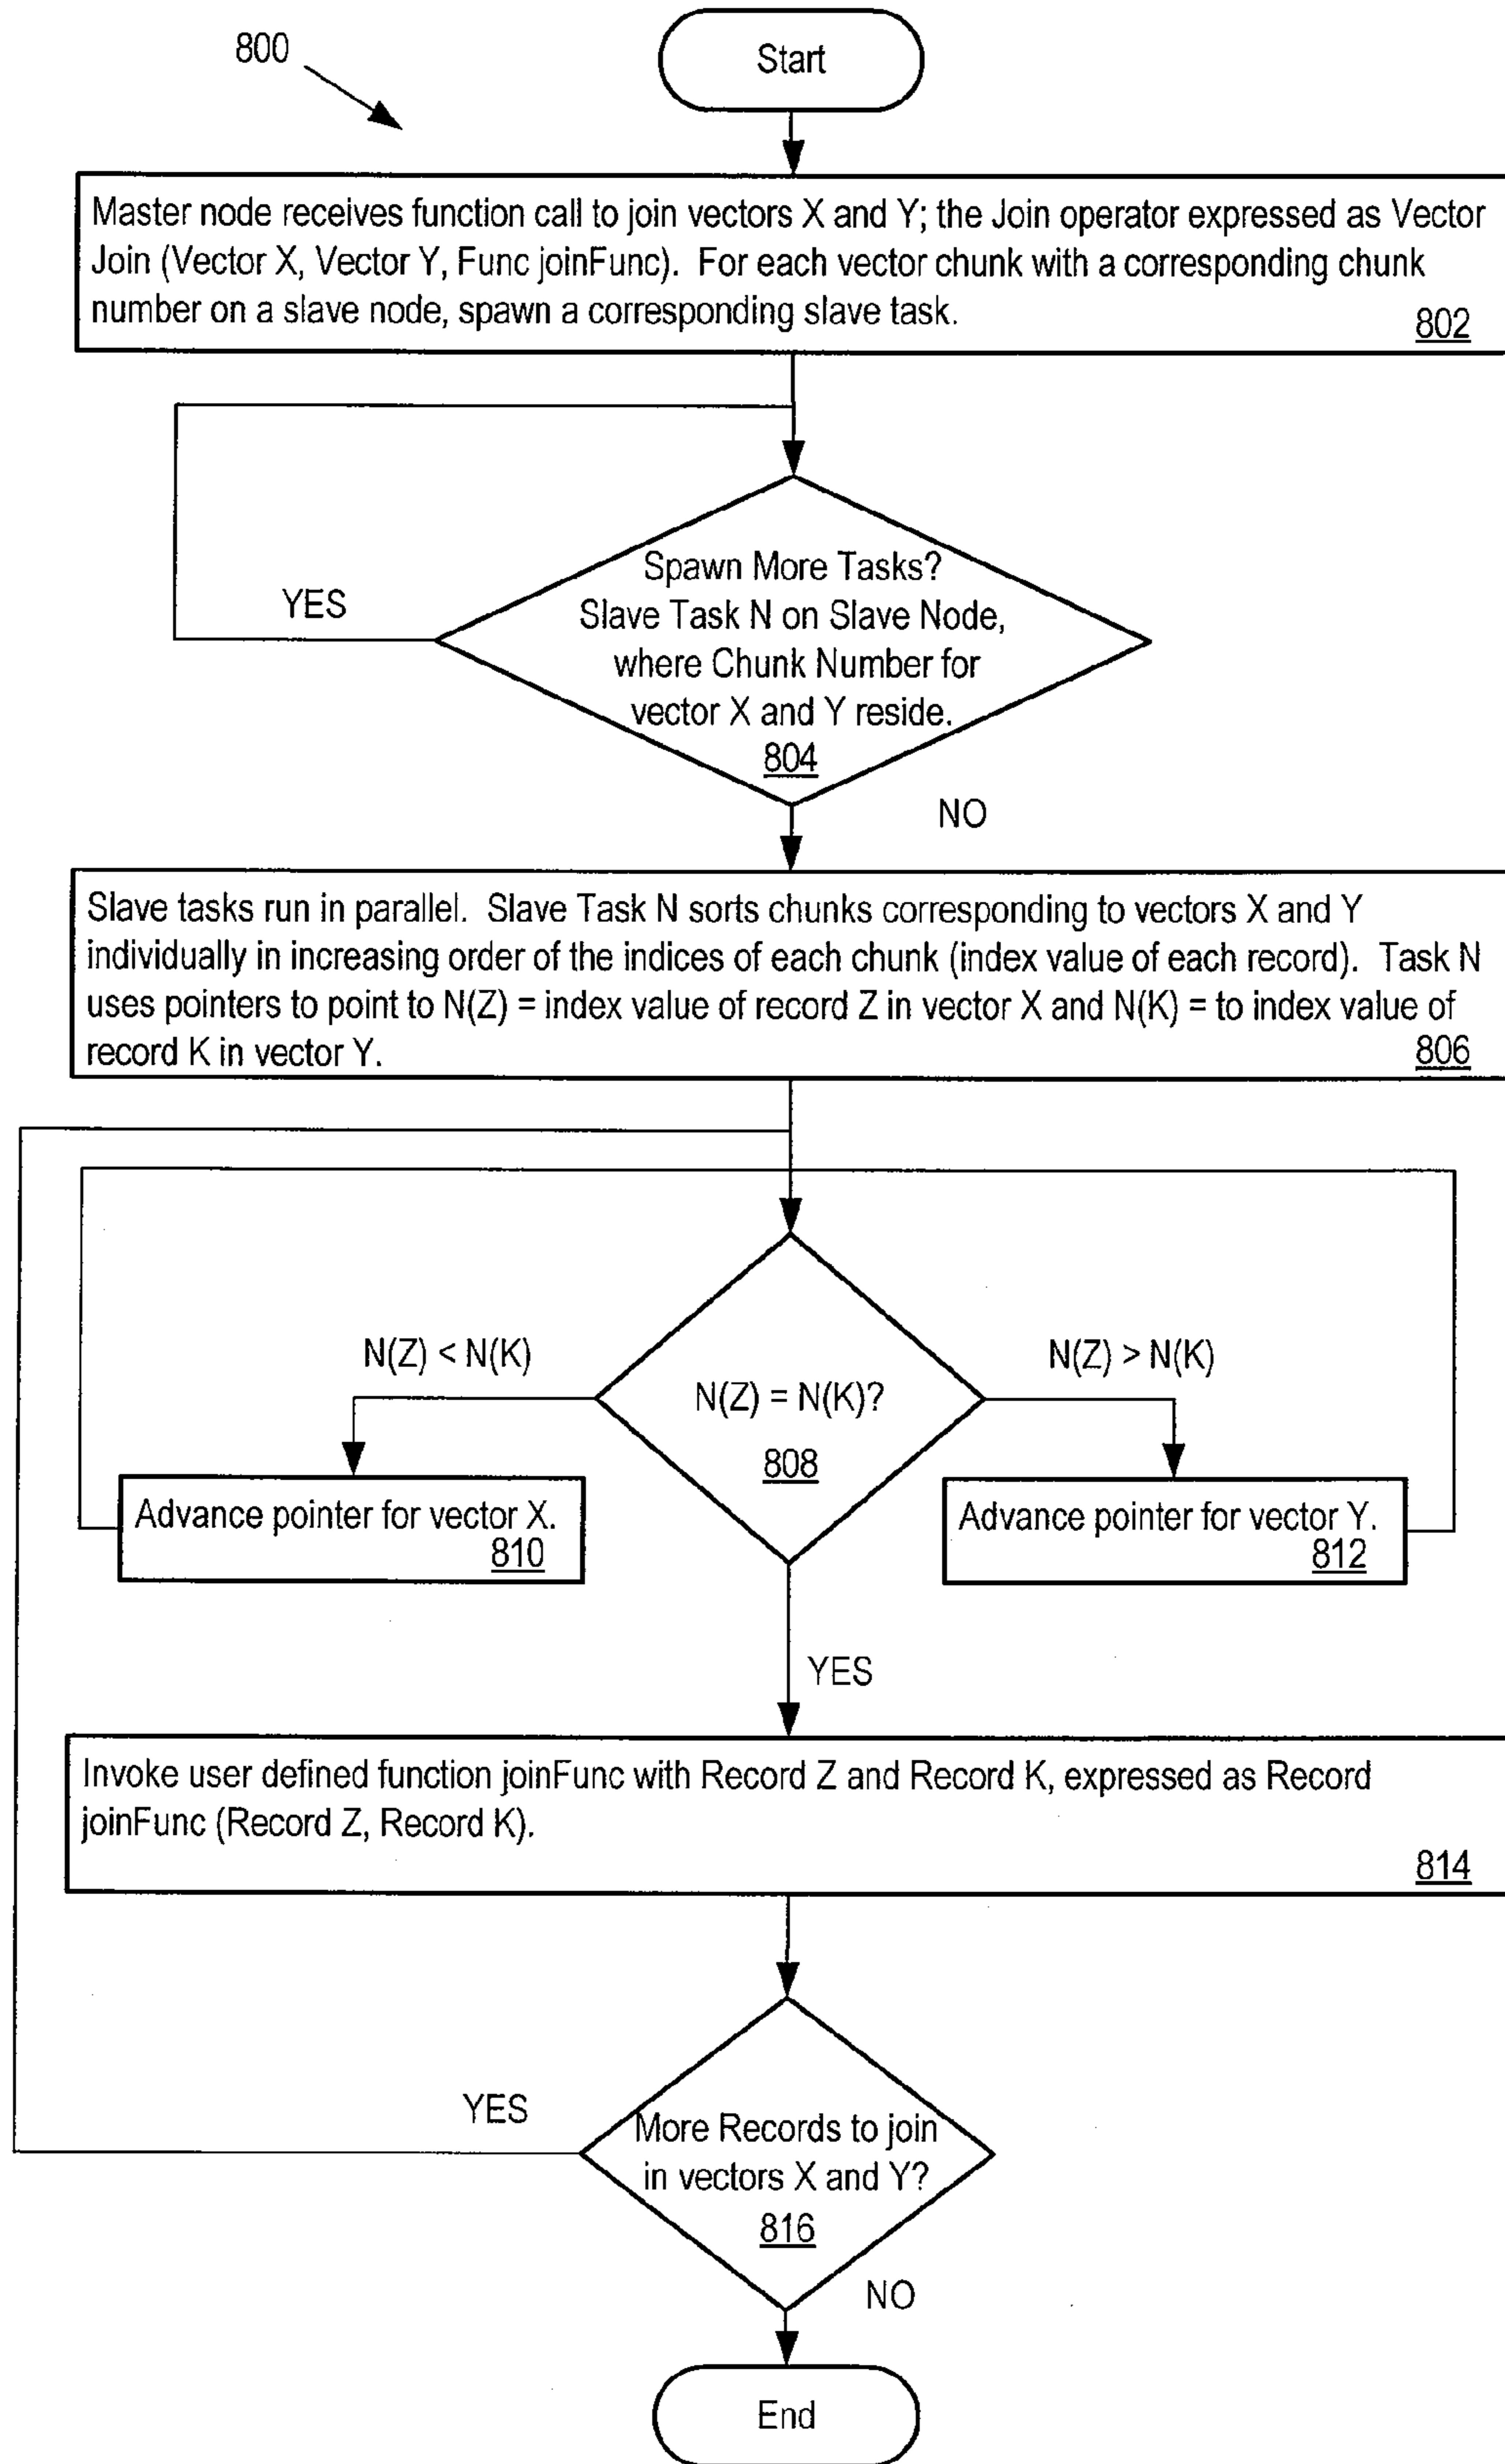 800
Start
Master node receives function call to join vectors X and Y; the Join operator expressed as Vector
Join (Vector X, Vector Y, Func joinFunc). For each vector chunk with a corresponding chunk
number on a slave node, spawn a corresponding slave task.
802
Spawn More Tasks?
Slave Task N on Slave Node,
where Chunk Number for
vector X and Y reside.
804
YES
NO
Slave tasks run in parallel. Slave Task N sorts chunks corresponding to vectors X and Y
individually in increasing order of the indices of each chunk (index value of each record). Task N
uses pointers to point to N(Z) = index value of record Z in vector X and N(K) = to index value of
record K in vector Y.
806
N(Z) < N(K)
N(Z) = N(K)?
808
N(Z) > N(K)
Advance pointer for vector X.
810
Advance pointer for vector Y.
812
YES
Invoke user defined function joinFunc with Record Z and Record K, expressed as Record
joinFunc (Record Z, Record K).
814
YES
More Records to join
in vectors X and Y?
816
NO
End